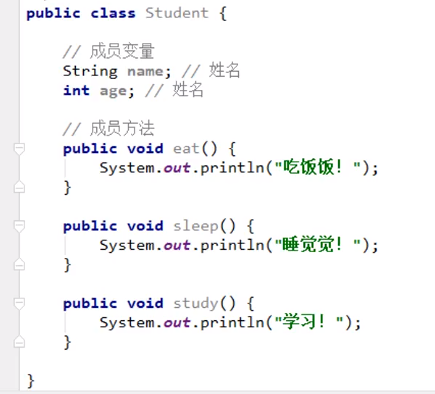 public class Student {
// 成员变量
String name; // 姓名
int age; // 姓名
// 成员方法
public void eat() {
System.out.println("吃饭饭！");
}
public void sleep() {
System.out.println("睡觉觉！");
}
public void study() {
System.out.println("学习！");
}
}